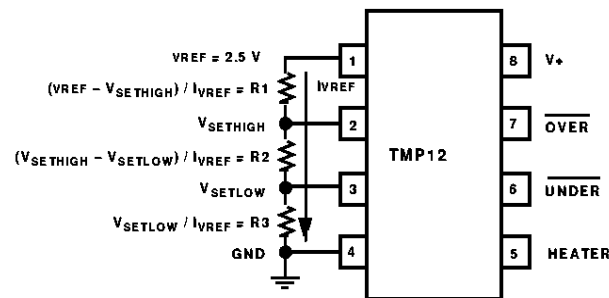 VREF = 2.5 V 1 8 V+
(VREF – VSETHIGH) / IVREF = R1 IVREF
VSETHIGH 2 7 OVER
(VSETHIGH – VSETLOW) / IVREF = R2 TMP12
VSETLOW 3 6 UNDER
VSETLOW / IVREF = R3
GND 4 5 HEATER